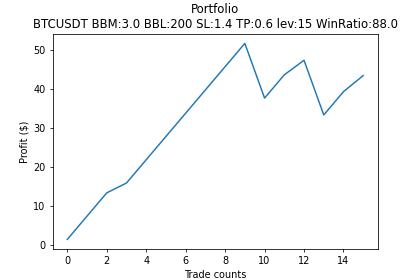 Portfolio
BTCUSDT BBM:3.0 BBL:200 SL:1.4 TP:0.6 lev:15 WinRatio:88.0
50
40
30
20
10
0
Profit ($)
0 2 4 6 8 10 12 14
Trade counts